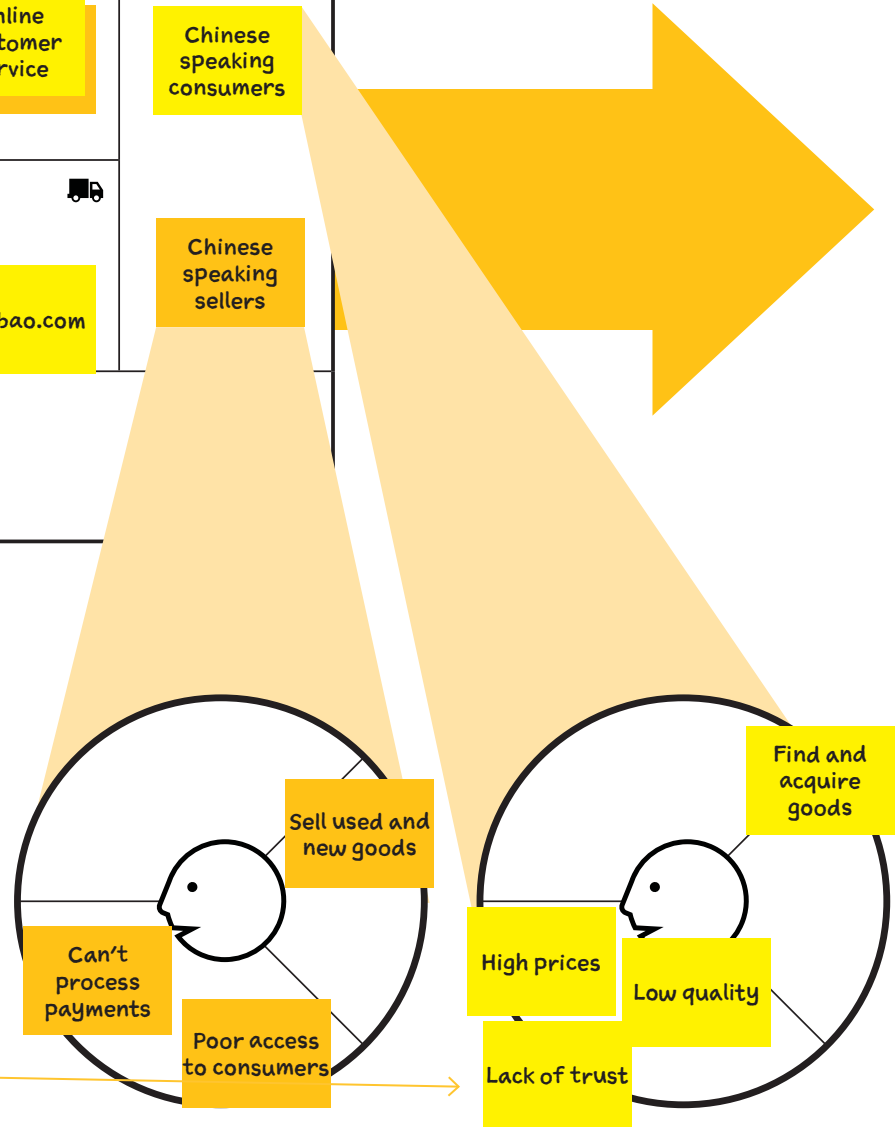 nline
tomer
rvice
Chinese
speaking
consumers
Chinese
speaking
sellers
bao.com
Find and
acquire
goods
Sell used and
new goods
Can't
process
payments
High prices
Low quality
Poor access
to consumers
Lack of trust